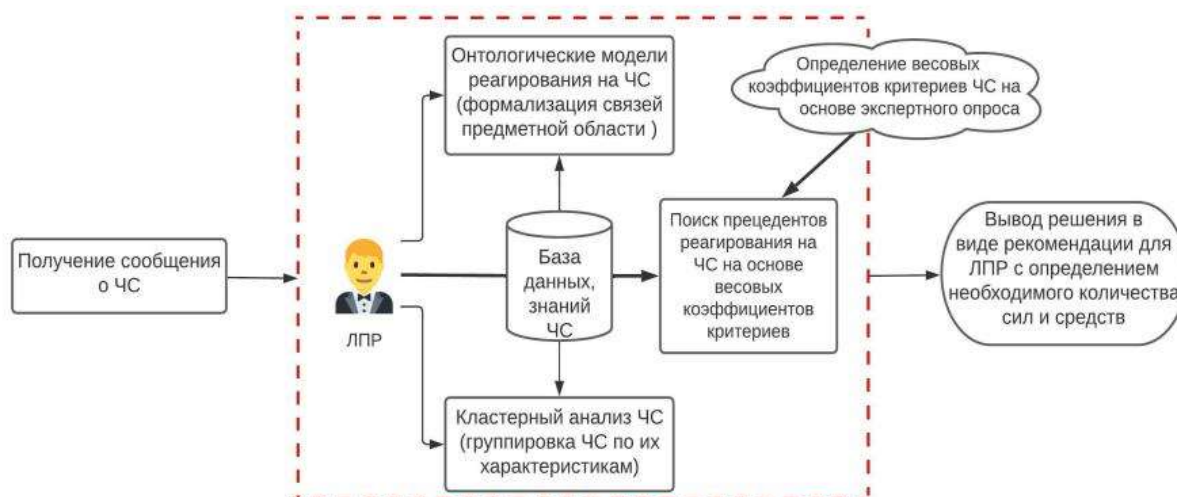 Получение сообщения
о ЧС
ЛПР
Онтологические модели
реагирования на ЧС
(формализация связей
предметной области )
База
данных,
знаний
ЧС
Кластерный анализ ЧС
(группировка ЧС по их
характеристикам)
Определение весовых
коэффициентов критериев ЧС на
основе экспертного опроса
Поиск прецедентов
реагирования на
ЧС на основе
весовых
коэффициентов
критериев
Вывод решения в
виде рекомендации для
ЛПР с определением
необходимого количества
сил и средств